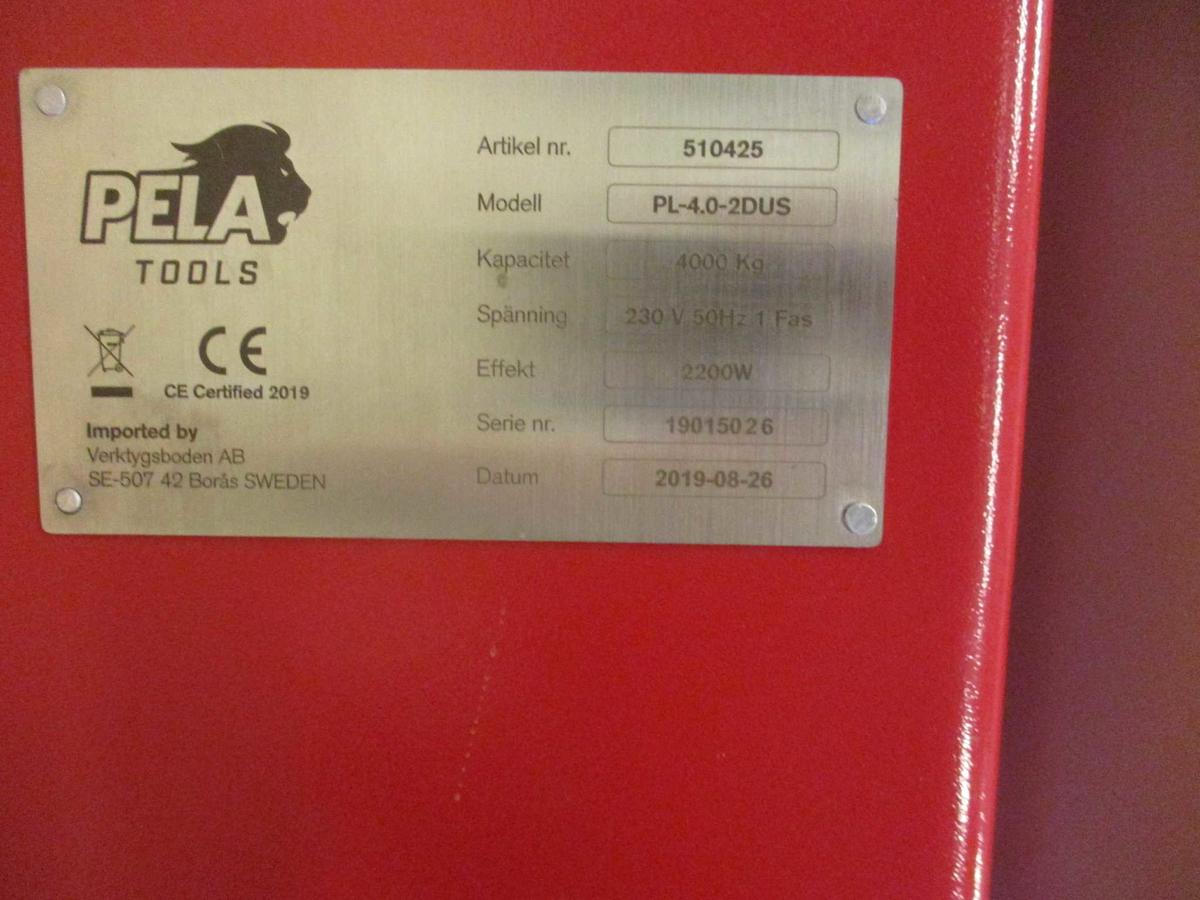 PELA
TOOLS
CE
CE Certified 2019
Imported by
Verktygsboden AB
SE-507 42 Borås SWEDEN
Artikel nr. 510425
Modell PL-4.0-2DUS
Kapacitet 4000 Kg
Spänning 230 V 50Hz 1 Fas
Effekt 2200W
Serie nr. 19015026
Datum 2019-08-26